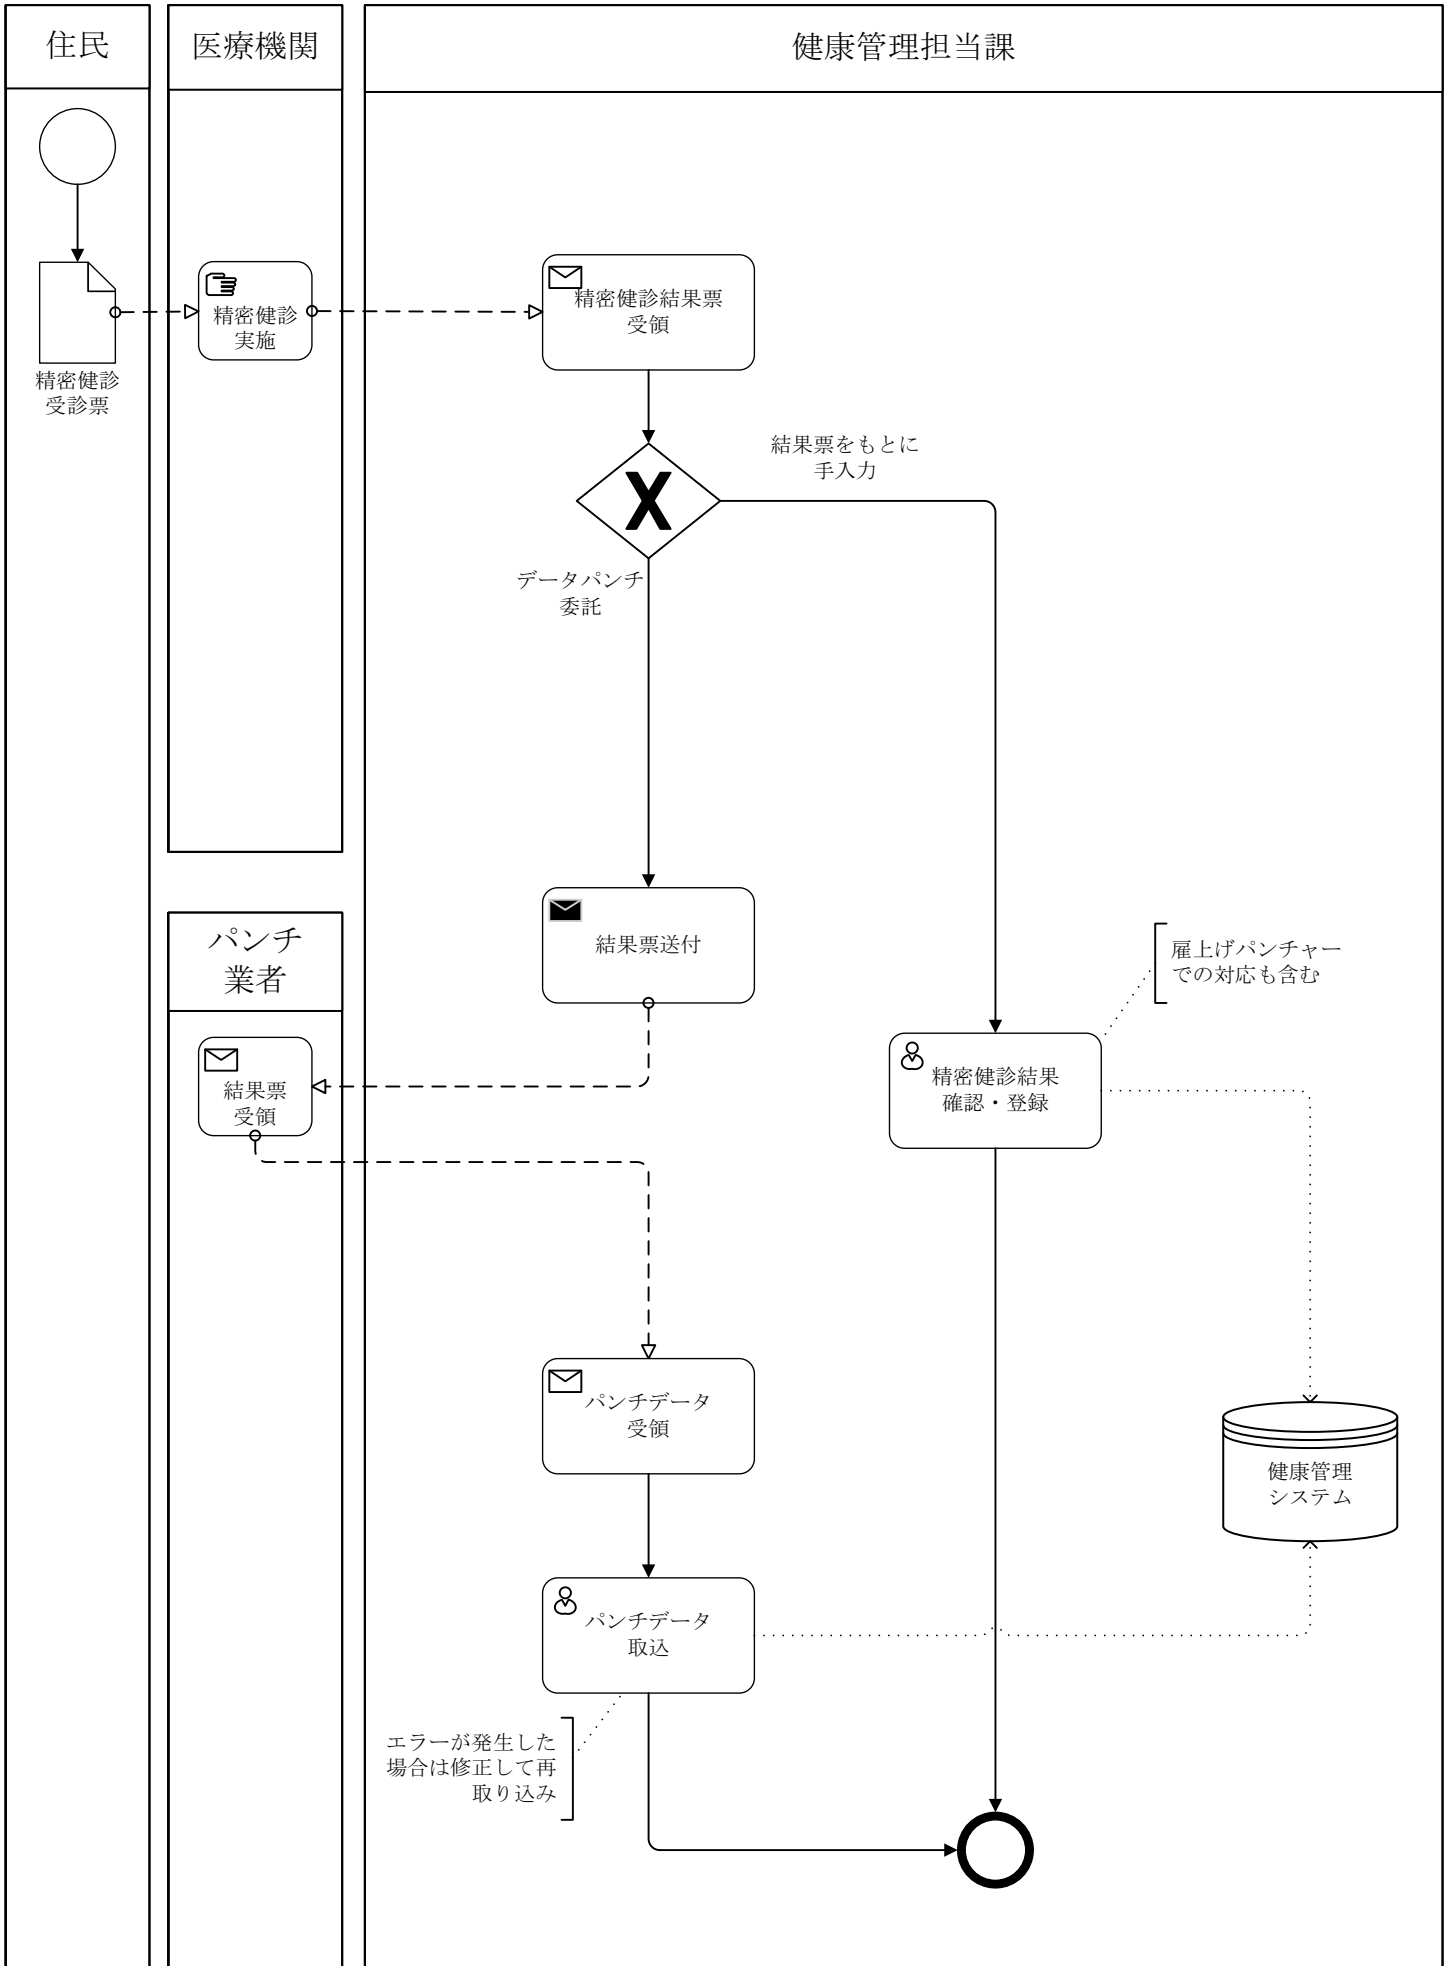 住民
医療機関
健康管理担当課
精密健診
受診票
精密健診
実施
精密健診結果票
受領
結果票をもとに
手入力
データパンチ
委託
結果票送付
パンチ
業者
結果票
受領
雇上げパンチャー
での対応も含む
精密健診結果
確認・登録
パンチデータ
受領
健康管理
システム
パンチデータ
取込
エラーが発生した
場合は修正して再
取り込み